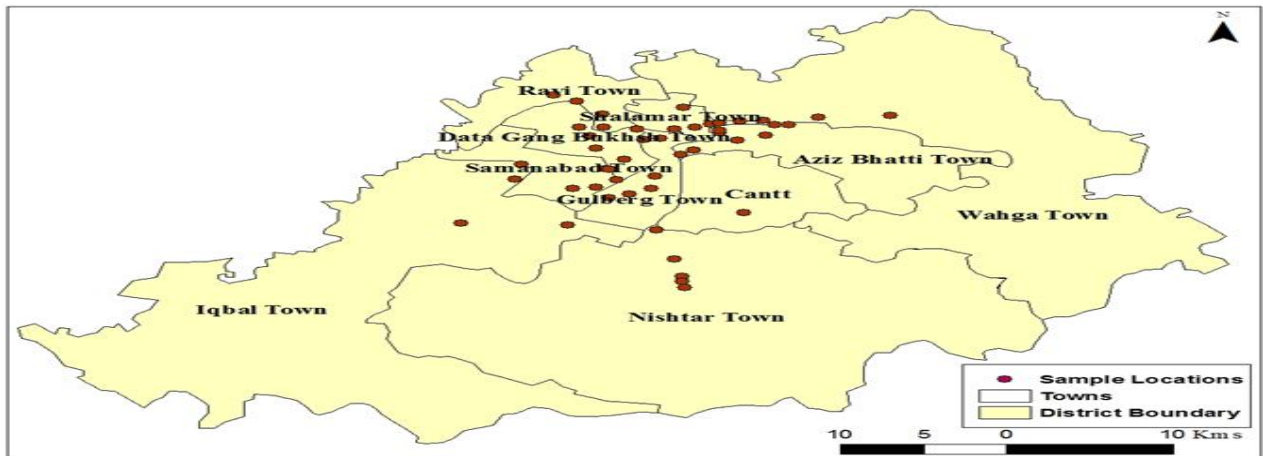 N
Ravi Town
Shalamar Town
Data Gang Bukhsh Town
Samanabad Town
Aziz Bhatti Town
Gulberg Town
Cantt
Wahga Town
Iqbal Town
Nishtar Town
Sample Locations
Towns
District Boundary
10 5 0 10 Kms